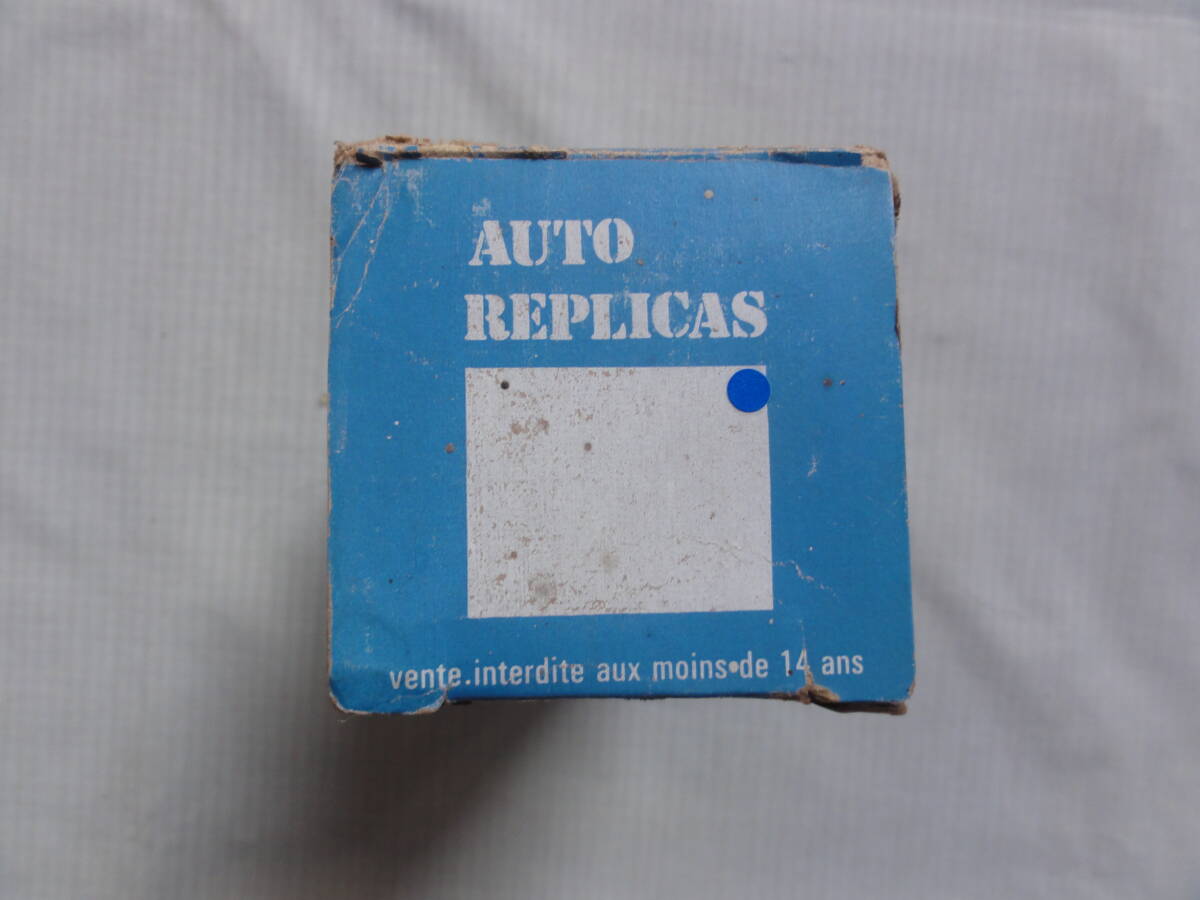 AUTO
REPLICAS
vente interdite aux moins de 14 ans